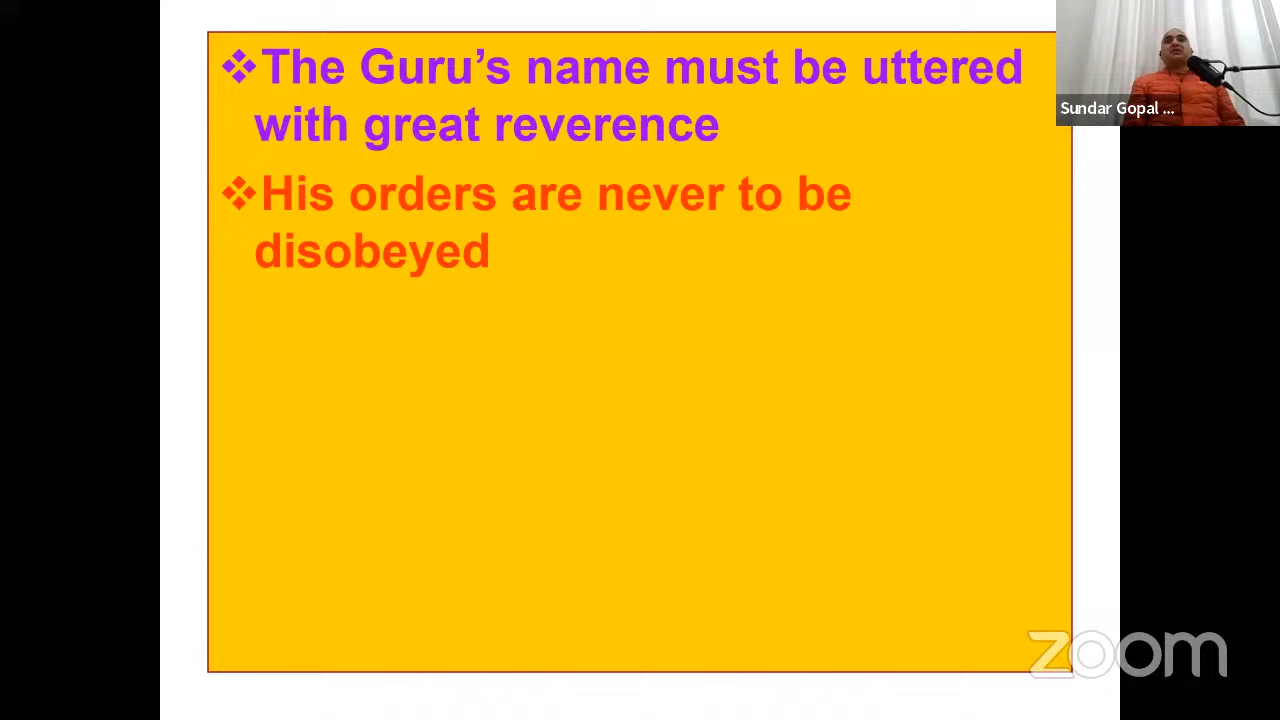 ❖The Guru’s name must be uttered
with great reverence
❖His orders are never to be
disobeyed
Sundar Gopal ...
zoom